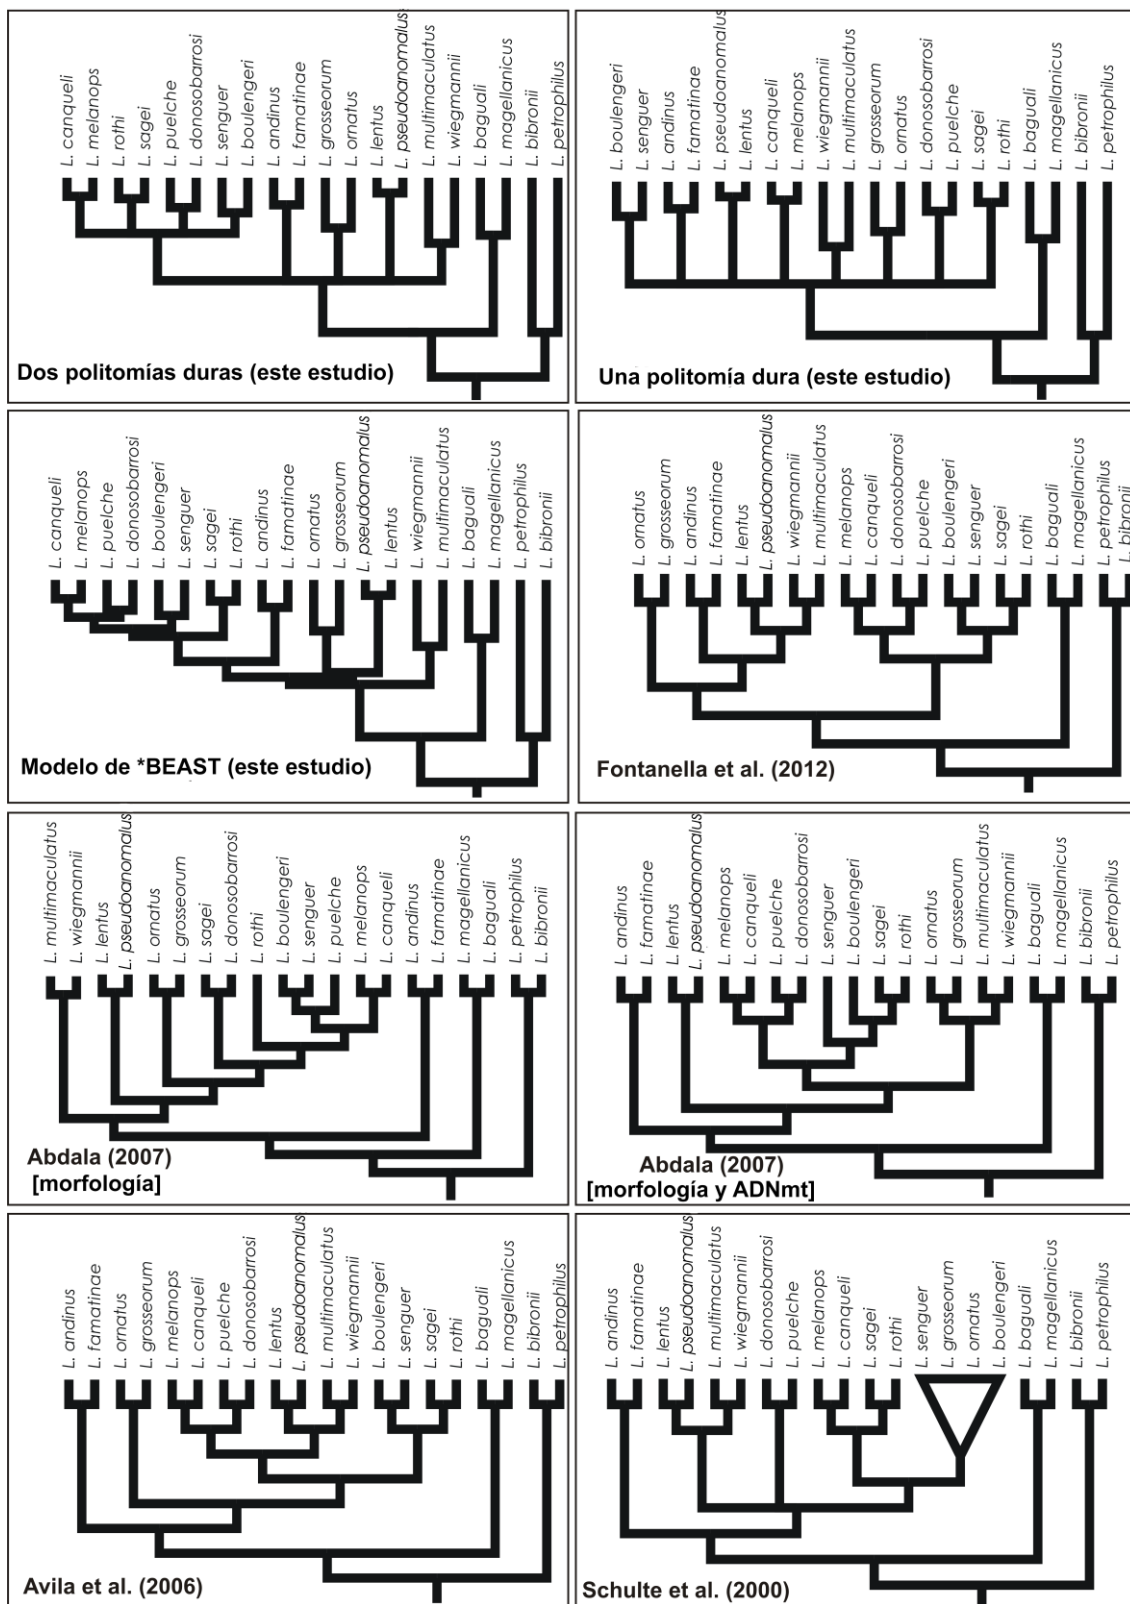 L. canqueli
L. melanops
L. rothi
L. sagei
L. puelche
L. donosobarrosi
L. senguer
L. boulengeri
L. andinus
L. famatinae
L. grosseorum
L. ornatus
L. lentus
L. pseudoanomalus
L. multimaculatus
L. wiegmannii
L. baguali
L. magellanicus
L. bibronii
L. petrophilus
Dos politomías duras (este estudio)
L. boulengeri
L. senguer
L. andinus
L. famatinae
L. pseudoanomalus
L. lentus
L. canqueli
L. melanops
L. wiegmannii
L. multimaculatus
L. grosseorum
L. ornatus
L. donosobarrosi
L. puelche
L. sagei
L. rothi
L. baguali
L. magellanicus
L. bibronii
L. petrophilus
Una politomía dura (este estudio)
L. canqueli
L. melanops
L. puelche
L. donosobarrosi
L. boulengeri
L. senguer
L. sagei
L. rothi
L. andinus
L. famatinae
L. ornatus
L. grosseorum
L. pseudoanomalus
L. lentus
L. wiegmannii
L. multimaculatus
L. baguali
L. magellanicus
L. petrophilus
L. bibronii
Modelo de *BEAST (este estudio)
L. ornatus
L. grosseorum
L. andinus
L. famatinae
L. lentus
L. pseudoanomalus
L. wiegmannii
L. multimaculatus
L. melanops
L. canqueli
L. donosobarrosi
L. puelche
L. boulengeri
L. senguer
L. sagei
L. rothi
L. baguali
L. magellanicus
L. petrophilus
L. bibronii
Fontanella et al. (2012)
L. multimaculatus
L. wiegmannii
L. lentus
L. pseudoanomalus
L. ornatus
L. grosseorum
L. sagei
L. donosobarrosi
L. rothi
L. boulengeri
L. senguer
L. puelche
L. melanops
L. canqueli
L. andinus
L. famatinae
L. magellanicus
L. baguali
L. petrophilus
L. bibronii
Abdala (2007)
[morfología]
L. andinus
L. famatinae
L. lentus
L. pseudoanomalus
L. melanops
L. canqueli
L. puelche
L. donosobarrosi
L. senguer
L. boulengeri
L. sagei
L. rothi
L. ornatus
L. grosseorum
L. multimaculatus
L. wiegmannii
L. baguali
L. magellanicus
L. bibronii
L. petrophilus
Abdala (2007)
[morfología y ADNmt]
L. andinus
L. famatinae
L. ornatus
L. grosseorum
L. melanops
L. canqueli
L. puelche
L. donosobarrosi
L. lentus
L. pseudoanomalus
L. multimaculatus
L. wiegmannii
L. boulengeri
L. senguer
L. sagei
L. rothi
L. baguali
L. magellanicus
L. bibronii
L. petrophilus
Avila et al. (2006)
L. andinus
L. famatinae
L. lentus
L. pseudoanomalus
L. multimaculatus
L. wiegmannii
L. donosobarrosi
L. puelche
L. melanops
L. canqueli
L. sagei
L. rothi
L. senguer
L. grosseorum
L. ornatus
L. boulengeri
L. baguali
L. magellanicus
L. bibronii
L. petrophilus
Schulte et al. (2000)